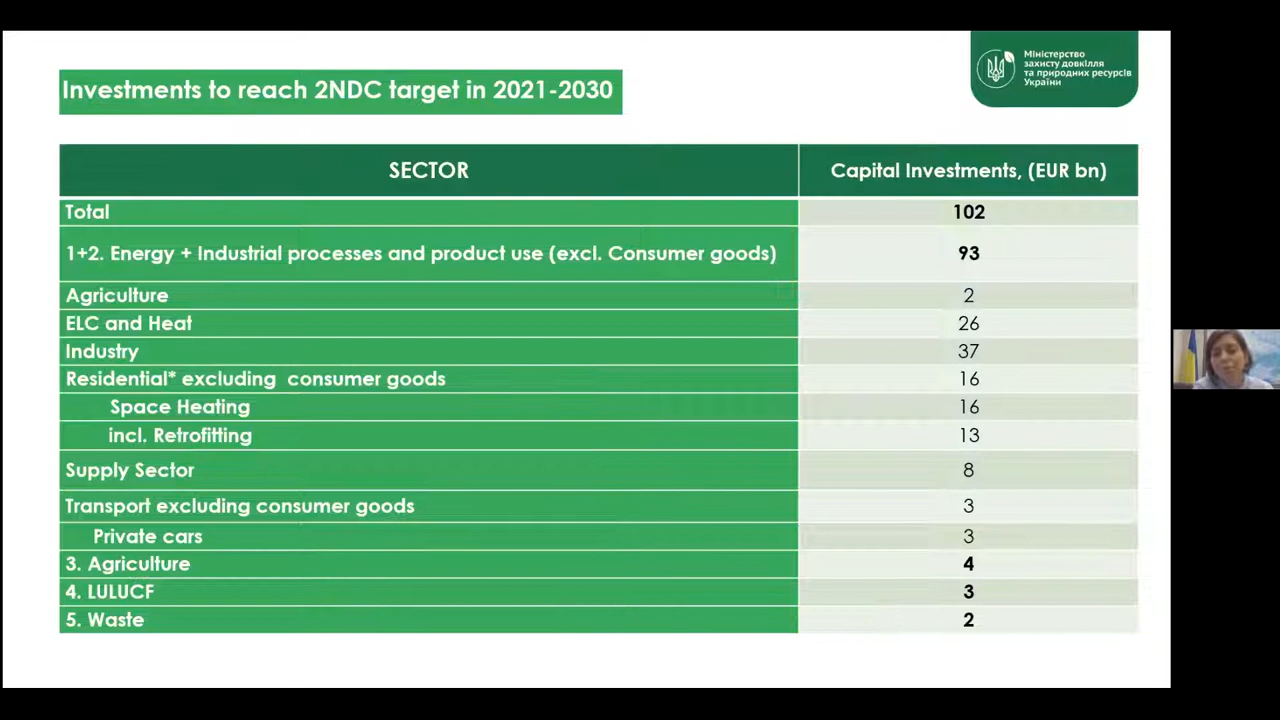 Investments to reach 2NDC target in 2021-2030
Міністерство
захисту довкілля
та природних ресурсів
України
SECTOR Capital Investments, (EUR bn)
Total 102
1+2. Energy + Industrial processes and product use (excl. Consumer goods) 93
Agriculture 2
ELC and Heat 26
Industry 37
Residential* excluding consumer goods 16
Space Heating 16
incl. Retrofitting 13
Supply Sector 8
Transport excluding consumer goods 3
Private cars 3
3. Agriculture 4
4. LULUCF 3
5. Waste 2